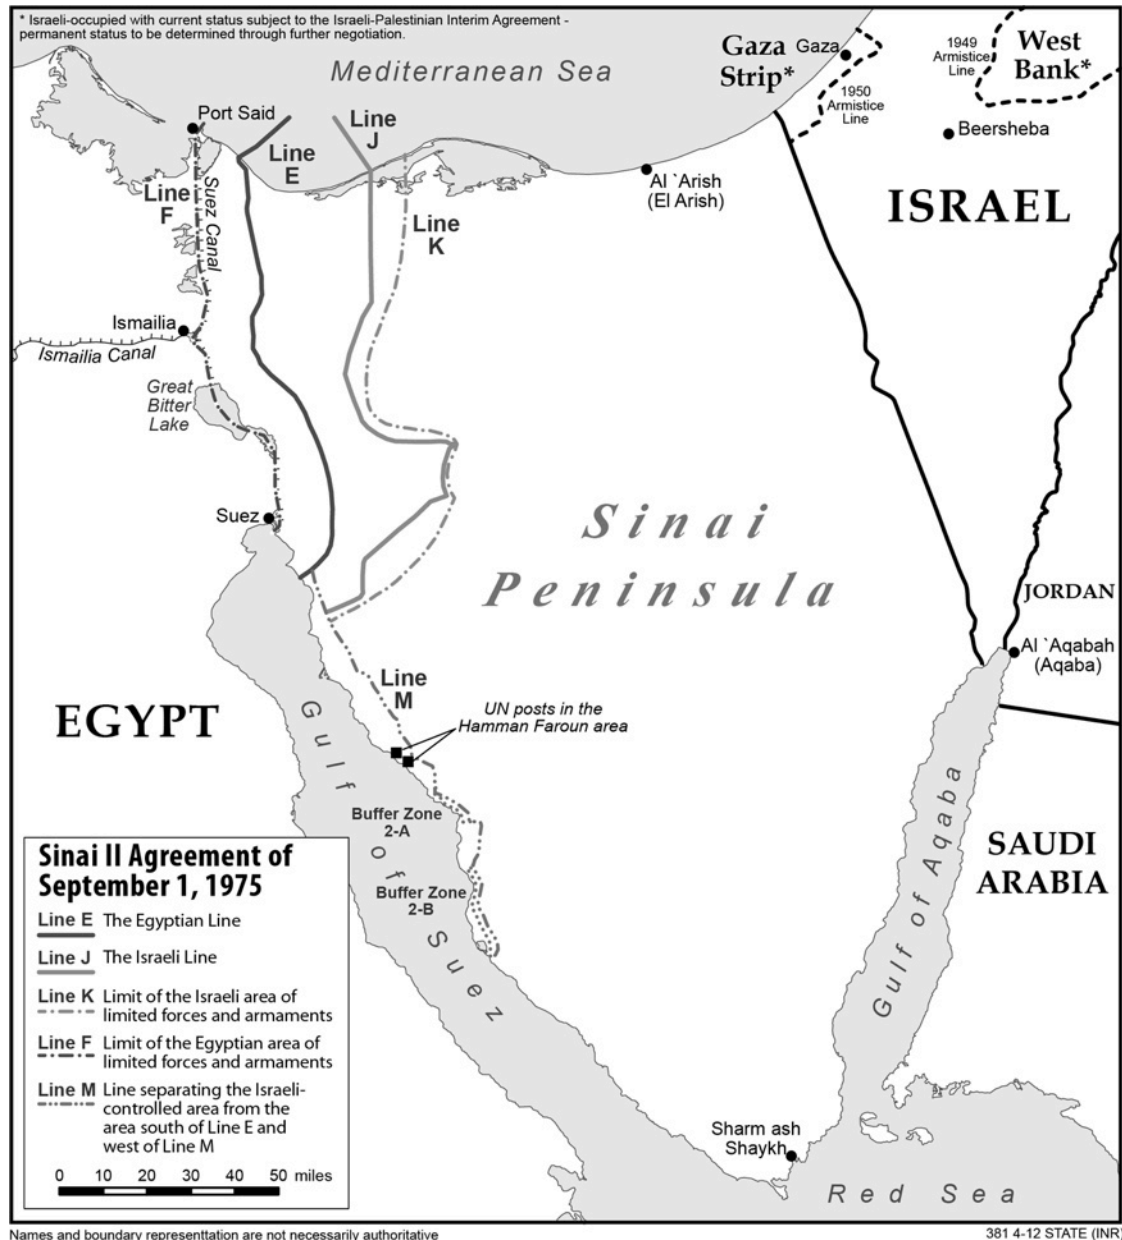 * Israeli-occupied with current status subject to the Israeli-Palestinian Interim Agreement -
permanent status to be determined through further negotiation.
Mediterranean Sea
Gaza
Strip*
Gaza
1949
Armistice
Line
West
Bank*
1950
Armistice
Line
Beersheba
Port Said
Line
J
Line
E
Line
F
Suez Canal
Line
K
Al `Arish
(El Arish)
ISRAEL
Ismailia
Ismailia Canal
Great
Bitter
Lake
Suez
Sinai
Peninsula
JORDAN
Al `Aqabah
(Aqaba)
EGYPT
Line
M
UN posts in the
Hamman Faroun area
Gulf of Suez
Buffer Zone
2-A
Buffer Zone
2-B
Gulf of Aqaba
SAUDI
ARABIA
Sharm ash
Shaykh
Red Sea
Sinai II Agreement of
September 1, 1975
Line E The Egyptian Line
Line J The Israeli Line
Line K Limit of the Israeli area of
limited forces and armaments
Line F Limit of the Egyptian area of
limited forces and armaments
Line M Line separating the Israeli-
controlled area from the
area south of Line E and
west of Line M
0 10 20 30 40 50 miles
Names and boundary representtation are not necessarily authoritative
381 4-12 STATE (INR)